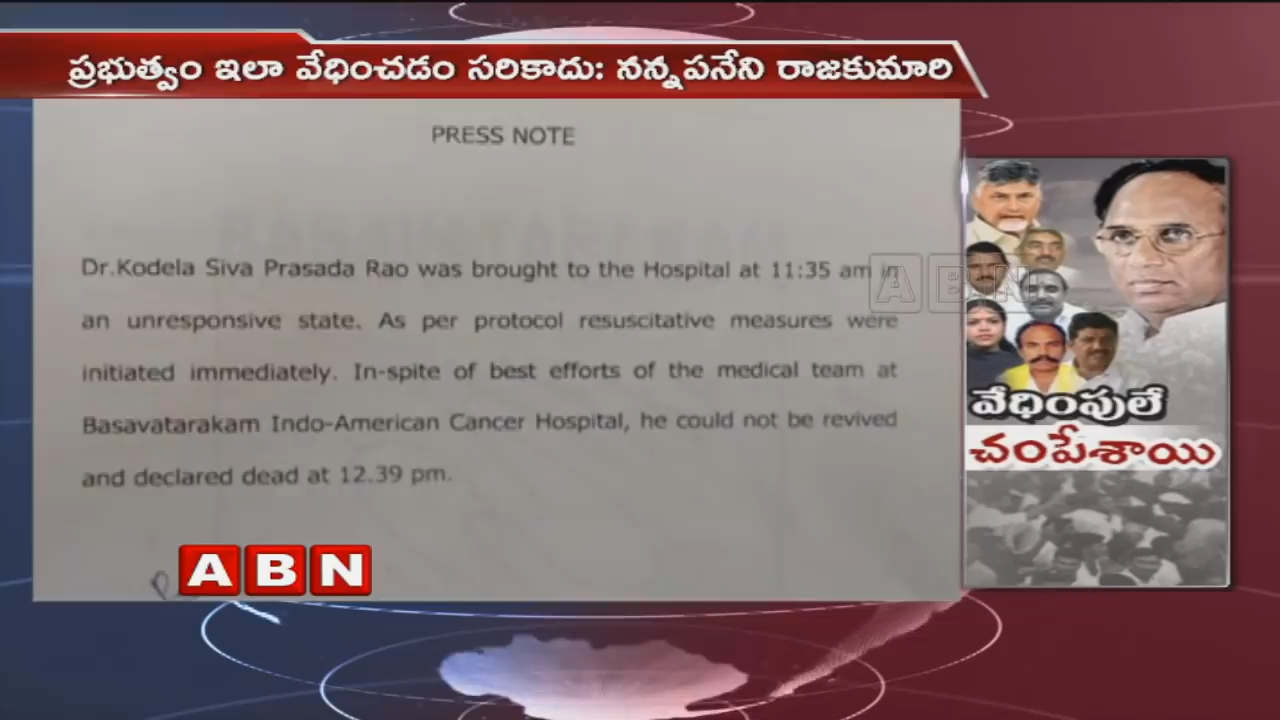 ప్రభుత్వం ఇలా వేధించడం సరికాదు: నన్నపనేని రాజకుమారి
PRESS NOTE
Dr.Kodela Siva Prasada Rao was brought to the Hospital at 11:35 am in
an unresponsive state. As per protocol resuscitative measures were
initiated immediately. In-spite of best efforts of the medical team at
Basavatarakam Indo-American Cancer Hospital, he could not be revived
and declared dead at 12.39 pm.
ABN
వేధింపులే
చంపేశాయి
ABN